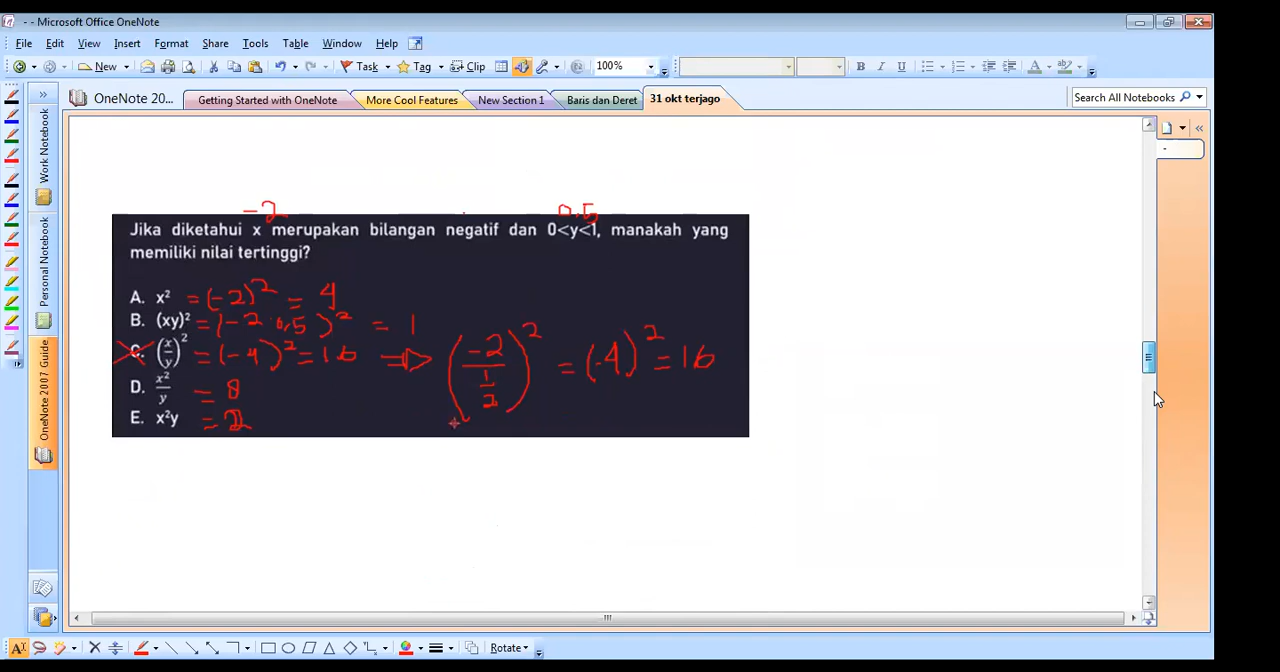 - - Microsoft Office OneNote
File Edit View Insert Format Share Tools Table Window Help
New Task Tag Clip 100% B I U
OneNote 20... Getting Started with OneNote More Cool Features New Section 1 Baris dan Deret 31 okt terjago Search All Notebooks
Work Notebook
Personal Notebook
OneNote 2007 Guide
-
-2 0.5
Jika diketahui x merupakan bilangan negatif dan 0<y<1, manakah yang
memiliki nilai tertinggi?
A. x² = (-2)² = 4
B. (xy)² = (-2 · 0,5)² = 1
C. (x/y)² = (-4)² = 16 ⇒ (-2/(1/2))² = (-4)² = 16
D. x²/y = 8
E. x²y = 2
Rotate